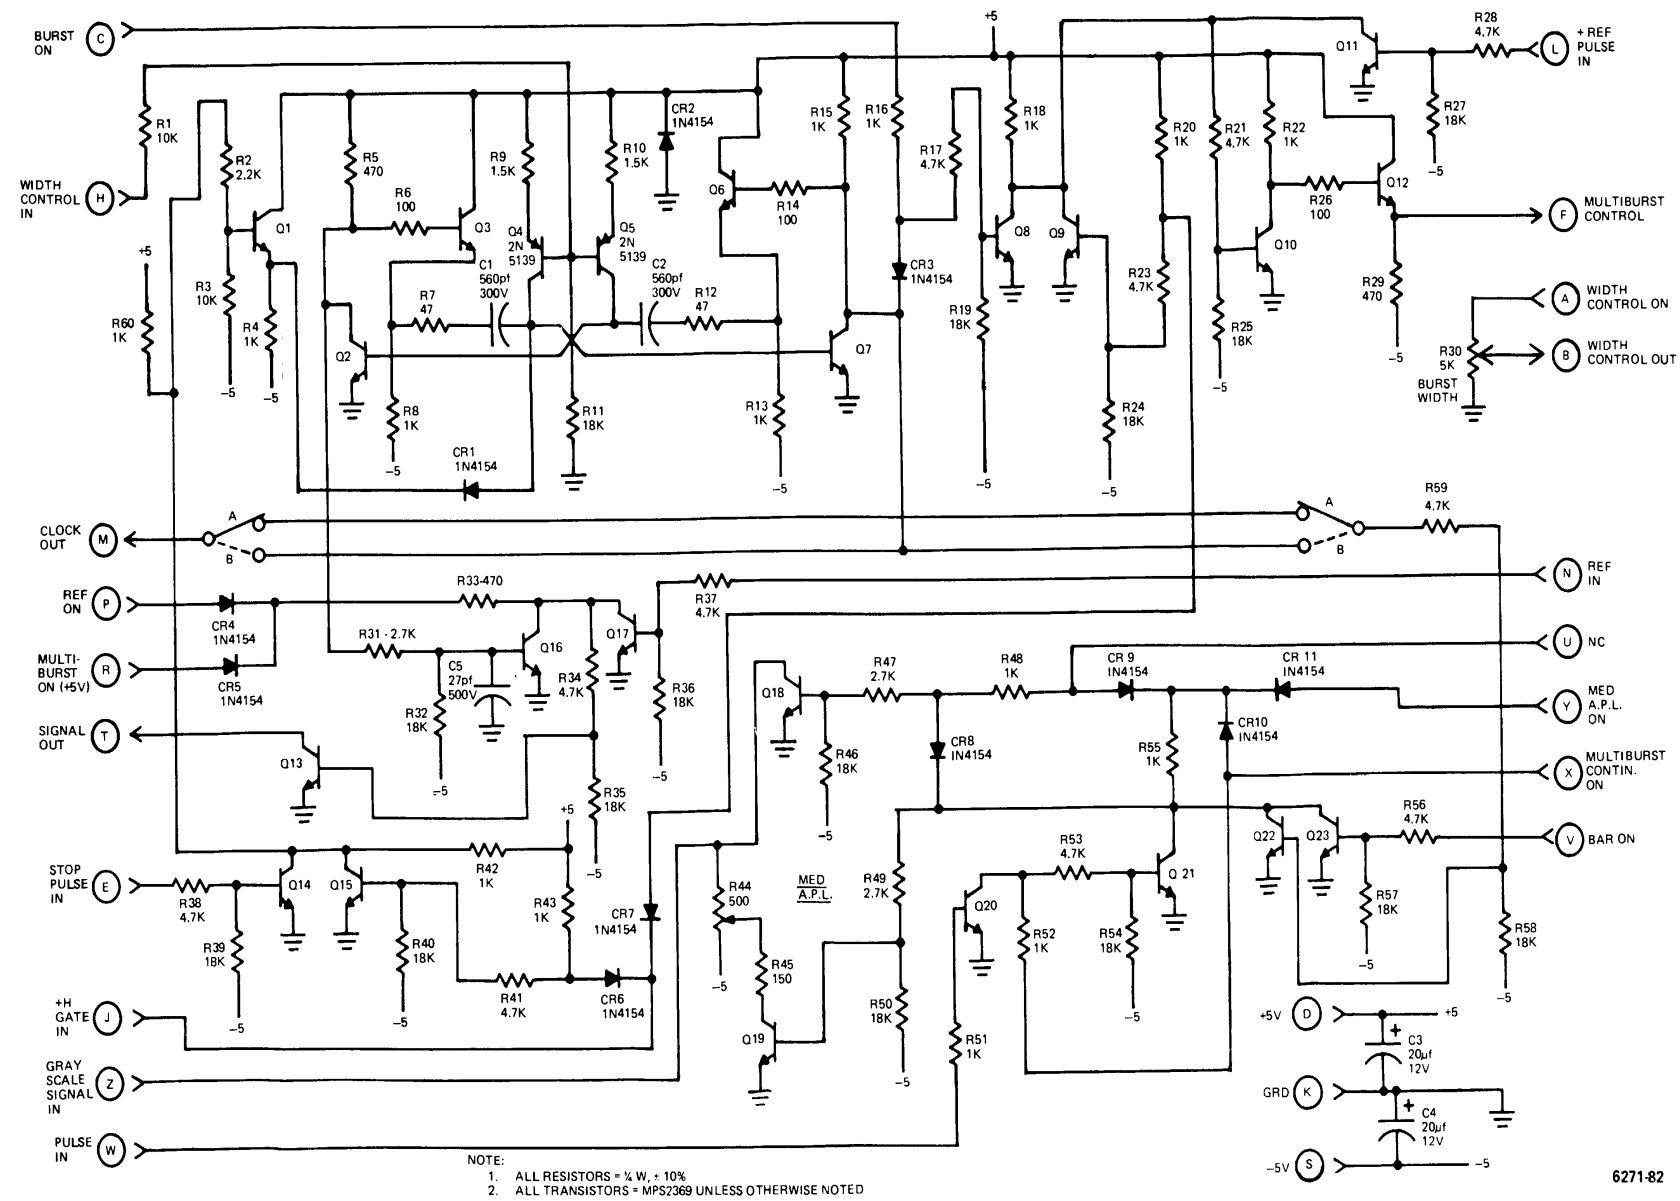 BURST
ON
C
WIDTH
CONTROL
IN
H
R1
10K
R2
2.2K
R3
10K
R4
1K
+5
R60
1K
-5
-5
Q1
R5
470
R6
100
Q3
R9
1.5K
R10
1.5K
CR2
1N4154
Q4
2N
5139
Q5
2N
5139
C1
560pf
300V
C2
560pf
300V
R7
47
R12
47
Q2
R8
1K
-5
CR1
1N4154
R11
18K
Q6
R14
100
R15
1K
R16
1K
R13
1K
-5
Q7
CR3
1N4154
+5
R17
4.7K
R18
1K
R19
18K
-5
Q8
Q9
R20
1K
R21
4.7K
R22
1K
R23
4.7K
R24
18K
-5
R25
18K
-5
Q10
R26
100
Q11
Q12
R27
18K
-5
R28
4.7K
L
+ REF
PULSE
IN
F
MULTIBURST
CONTROL
R29
470
-5
A
WIDTH
CONTROL ON
B
WIDTH
CONTROL OUT
R30
5K
BURST
WIDTH
CLOCK
OUT
M
A
B
A
B
R59
4.7K
REF
ON
P
CR4
1N4154
MULTI-
BURST
ON (+5V)
R
CR5
1N4154
R33-470
R31 - 2.7K
R32
18K
-5
C5
27pf
500V
Q16
R34
4.7K
Q17
R35
18K
-5
R36
18K
-5
R37
4.7K
N
REF
IN
U
NC
SIGNAL
OUT
T
Q13
Q18
R46
18K
-5
R47
2.7K
R48
1K
CR8
IN4154
CR 9
IN4154
CR 11
IN4154
CR10
IN4154
R55
1K
Y
MED
A.P.L.
ON
X
MULTIBURST
CONTIN.
ON
STOP
PULSE
IN
E
R38
4.7K
R39
18K
-5
Q14
Q15
R40
18K
-5
R42
1K
+5
R43
1K
R41
4.7K
CR6
1N4154
CR7
1N4154
R44
500
-5
R45
150
MED
A.P.L.
Q19
R49
2.7K
R50
18K
-5
Q20
R51
1K
R52
1K
R53
4.7K
R54
18K
-5
Q 21
Q22
Q23
R56
4.7K
V
BAR ON
R57
18K
-5
R58
18K
-5
+H
GATE
IN
J
GRAY
SCALE
SIGNAL
IN
Z
PULSE
IN
W
+5V
D
+5
+
C3
20µf
12V
GRD
K
+
C4
20µf
12V
-5V
S
-5
NOTE:
1. ALL RESISTORS = ¼ W, ± 10%
2. ALL TRANSISTORS = MPS2369 UNLESS OTHERWISE NOTED
6271-82